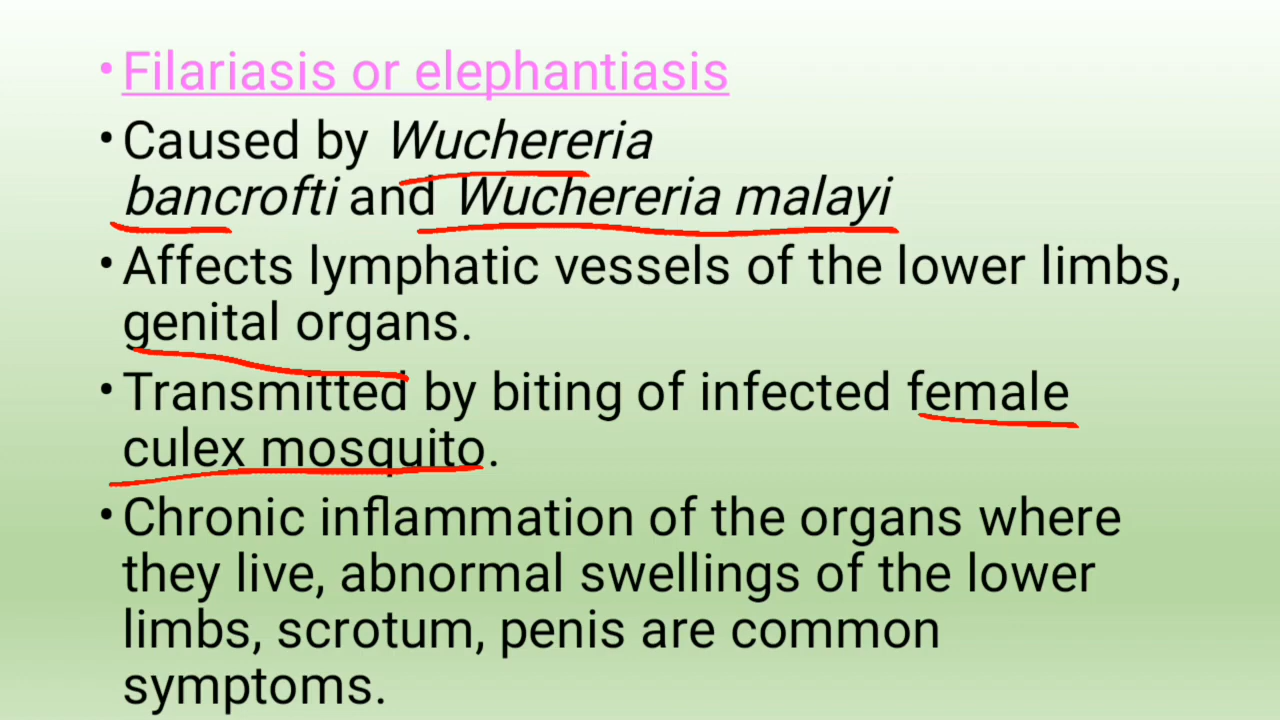 •Filariasis or elephantiasis
•Caused by Wuchereria
bancrofti and Wuchereria malayi
•Affects lymphatic vessels of the lower limbs,
genital organs.
•Transmitted by biting of infected female
culex mosquito.
•Chronic inflammation of the organs where
they live, abnormal swellings of the lower
limbs, scrotum, penis are common
symptoms.